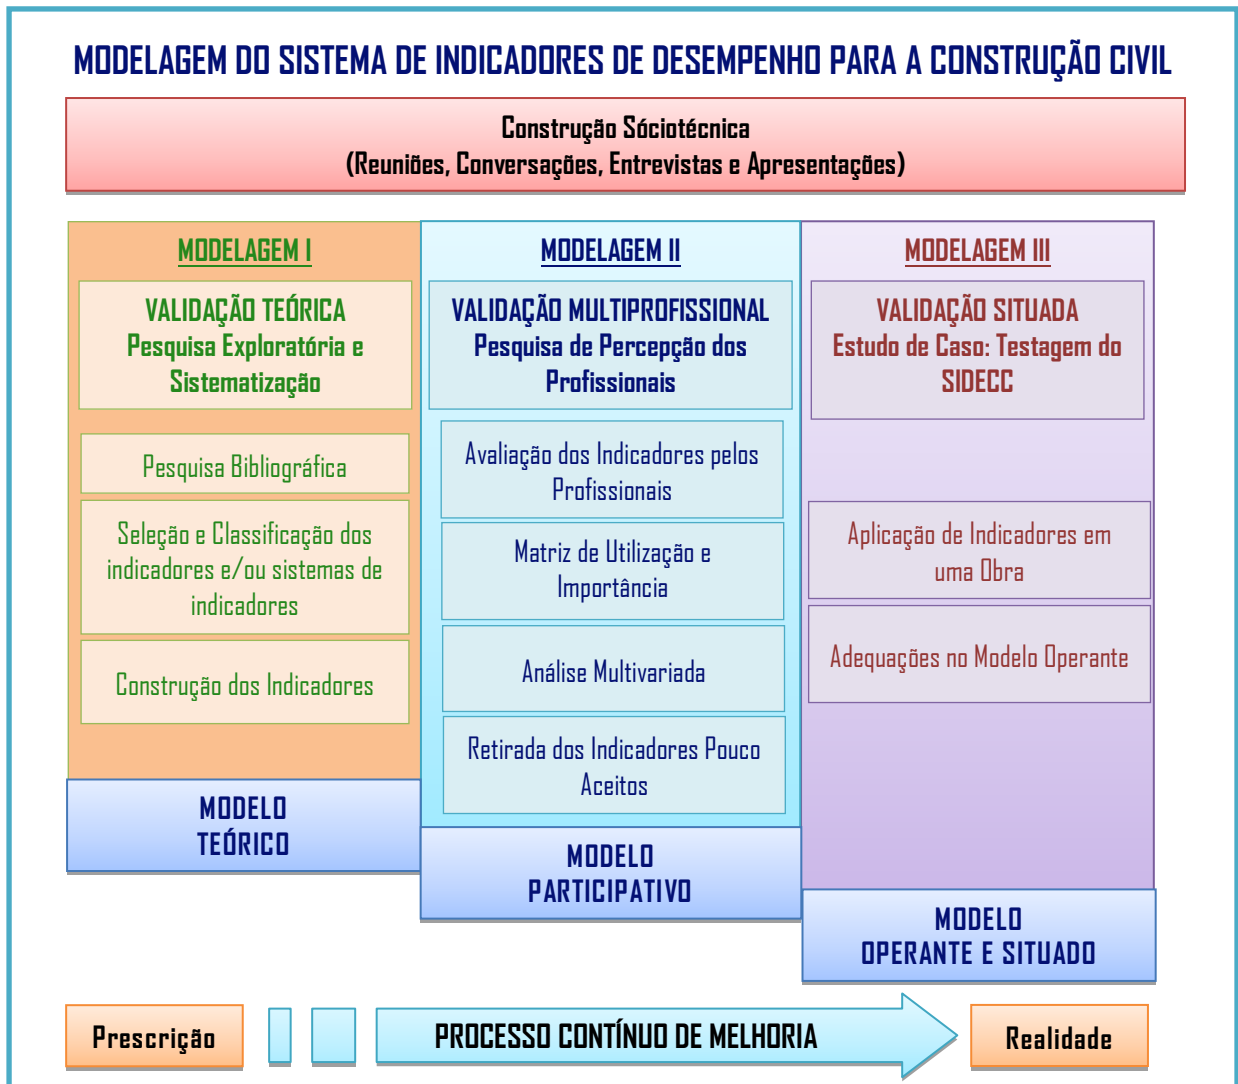 MODELAGEM DO SISTEMA DE INDICADORES DE DESEMPENHO PARA A CONSTRUÇÃO CIVIL
Construção Sóciotécnica
(Reuniões, Conversações, Entrevistas e Apresentações)
MODELAGEM I
VALIDAÇÃO TEÓRICA
Pesquisa Exploratória e
Sistematização
Pesquisa Bibliográfica
Seleção e Classificação dos
indicadores e/ou sistemas de
indicadores
Construção dos Indicadores
MODELO
TEÓRICO
MODELAGEM II
VALIDAÇÃO MULTIPROFISSIONAL
Pesquisa de Percepção dos
Profissionais
Avaliação dos Indicadores pelos
Profissionais
Matriz de Utilização e
Importância
Análise Multivariada
Retirada dos Indicadores Pouco
Aceitos
MODELO
PARTICIPATIVO
MODELAGEM III
VALIDAÇÃO SITUADA
Estudo de Caso: Testagem do
SIDECC
Aplicação de Indicadores em
uma Obra
Adequações no Modelo Operante
MODELO
OPERANTE E SITUADO
Prescrição
PROCESSO CONTÍNUO DE MELHORIA
Realidade